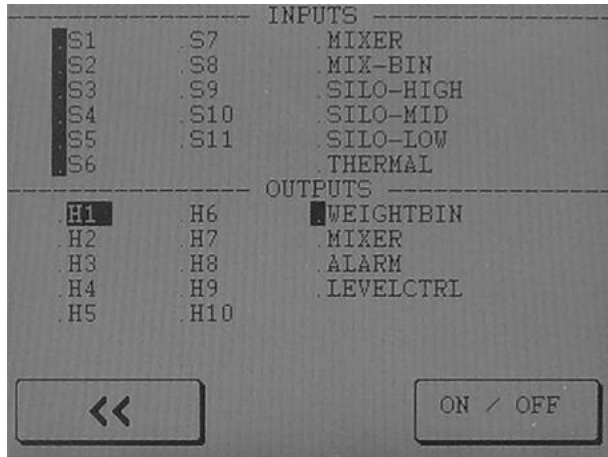 INPUTS
.S1 .S7 .MIXER
.S2 .S8 .MIX-BIN
.S3 .S9 .SILO-HIGH
.S4 .S10 .SILO-MID
.S5 .S11 .SILO-LOW
.S6 .THERMAL
OUTPUTS
.H1 .H6 .WEIGHTBIN
.H2 .H7 .MIXER
.H3 .H8 .ALARM
.H4 .H9 .LEVELCTRL
.H5 .H10
<< ON / OFF